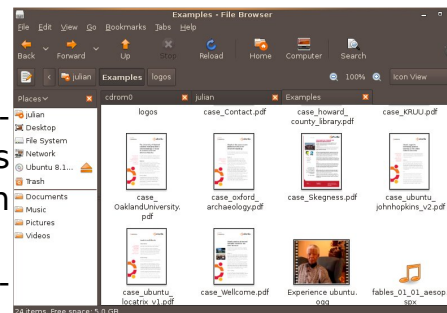 Examples - File Browser
File Edit View Go Bookmarks Tabs Help
Back Forward Up Stop Reload Home Computer Search
julian Examples logos 100% Icon View
Places cdrom0 julian Examples
julian
Desktop
File System
Network
Ubuntu 8.1...
Trash
Documents
Music
Pictures
Videos
logos case_Contact.pdf case_howard_ case_KRUU.pdf
county_library.pdf
case_ case_oxford_ case_Skegness.pdf case_ubuntu_
OaklandUniversity. archaeology.pdf johnhopkins_v2.pdf
pdf
case_ubuntu_ case_Wellcome.pdf Experience ubuntu. fables_01_01_aesop
locatrix_v1.pdf ogg spx
24 items, Free space: 5.0 GB
s
n